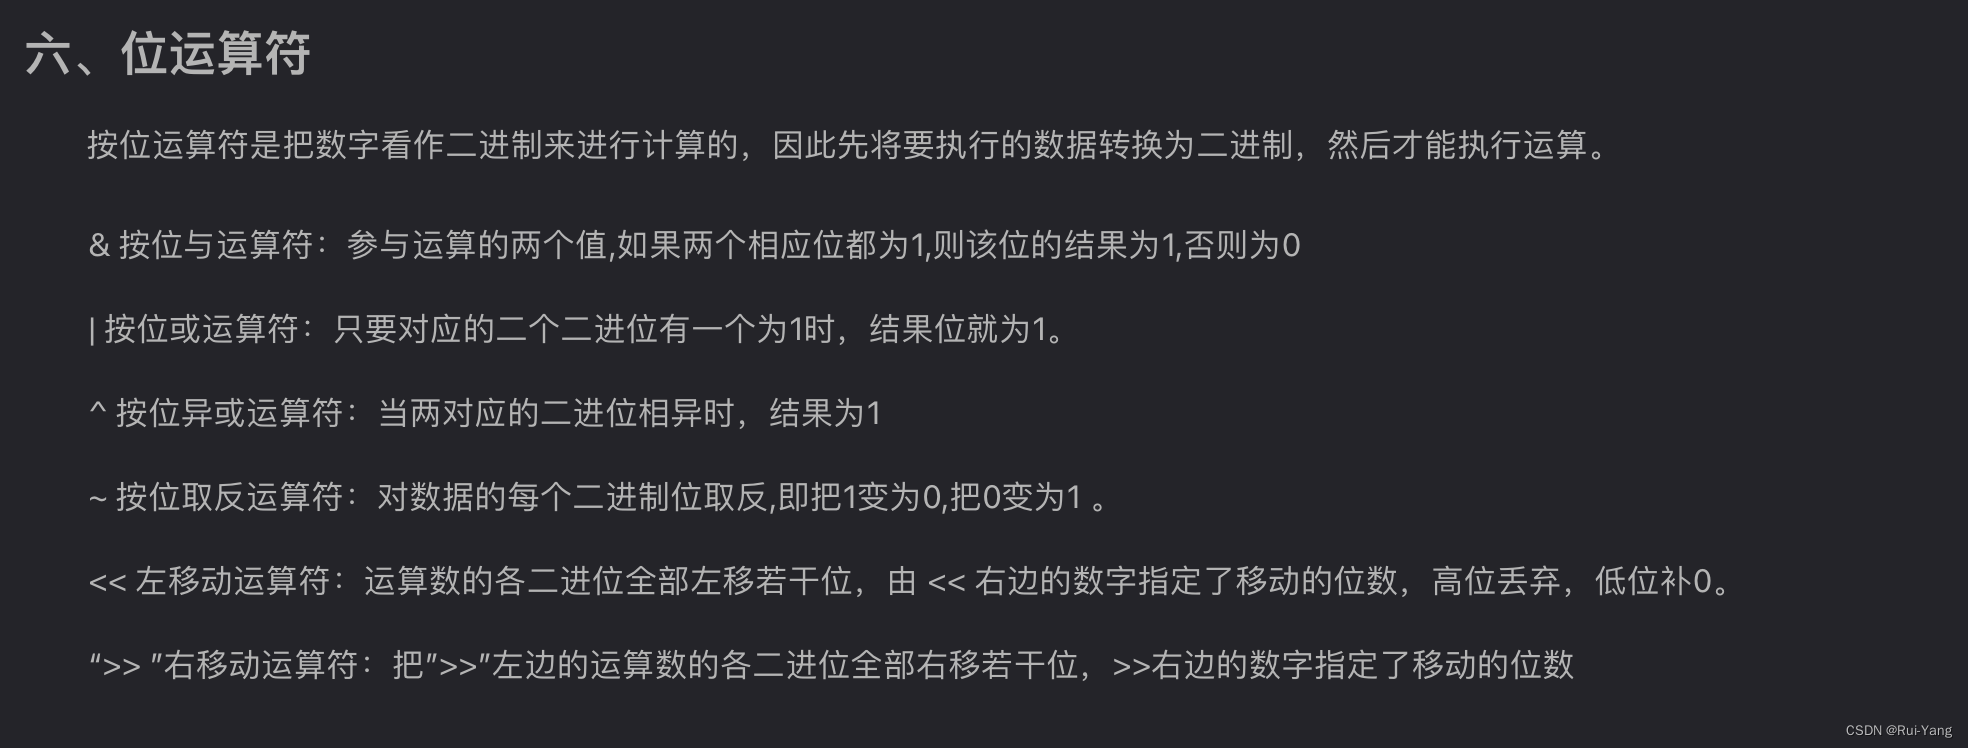 六、位运算符
按位运算符是把数字看作二进制来进行计算的，因此先将要执行的数据转换为二进制，然后才能执行运算。
& 按位与运算符：参与运算的两个值,如果两个相应位都为1,则该位的结果为1,否则为0
| 按位或运算符：只要对应的二个二进位有一个为1时，结果位就为1。
^ 按位异或运算符：当两对应的二进位相异时，结果为1
~ 按位取反运算符：对数据的每个二进制位取反,即把1变为0,把0变为1 。
<< 左移动运算符：运算数的各二进位全部左移若干位，由 << 右边的数字指定了移动的位数，高位丢弃，低位补0。
“>> ”右移动运算符：把”>>”左边的运算数的各二进位全部右移若干位，>>右边的数字指定了移动的位数
CSDN @Rui-Yang